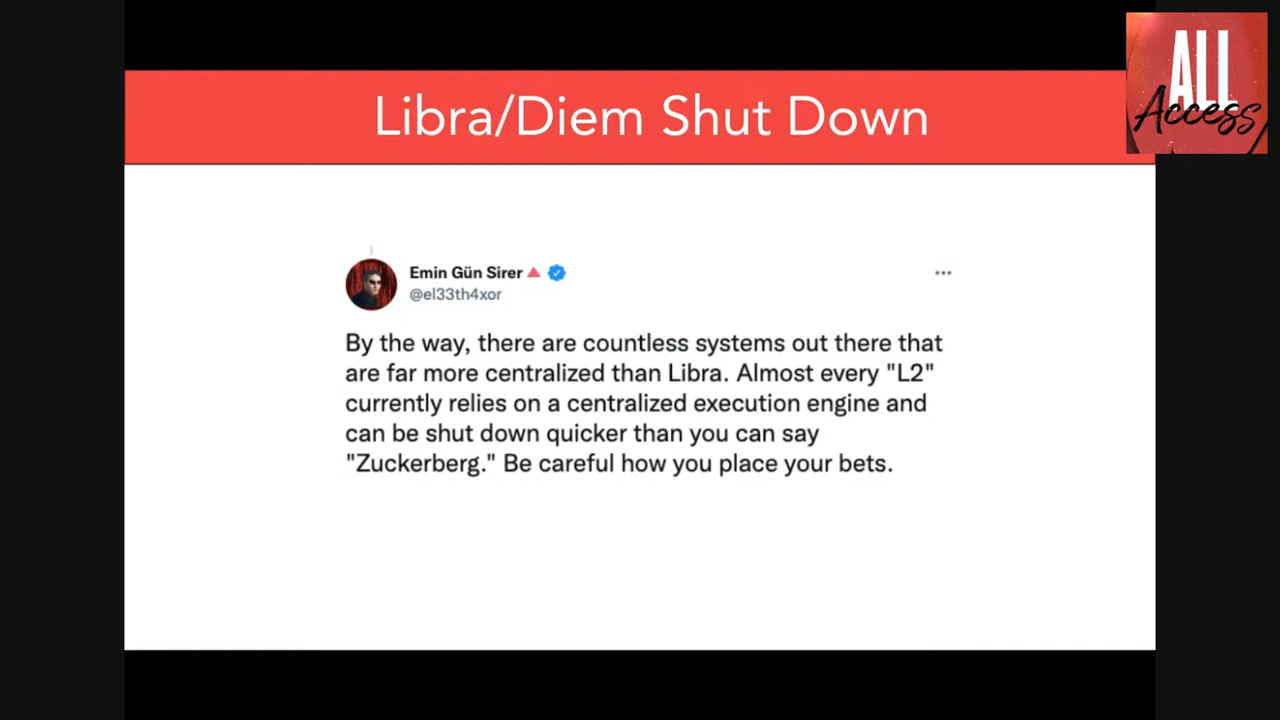 ALL
Access
Libra/Diem Shut Down
Emin Gün Sirer
@el33th4xor
By the way, there are countless systems out there that
are far more centralized than Libra. Almost every "L2"
currently relies on a centralized execution engine and
can be shut down quicker than you can say
"Zuckerberg." Be careful how you place your bets.